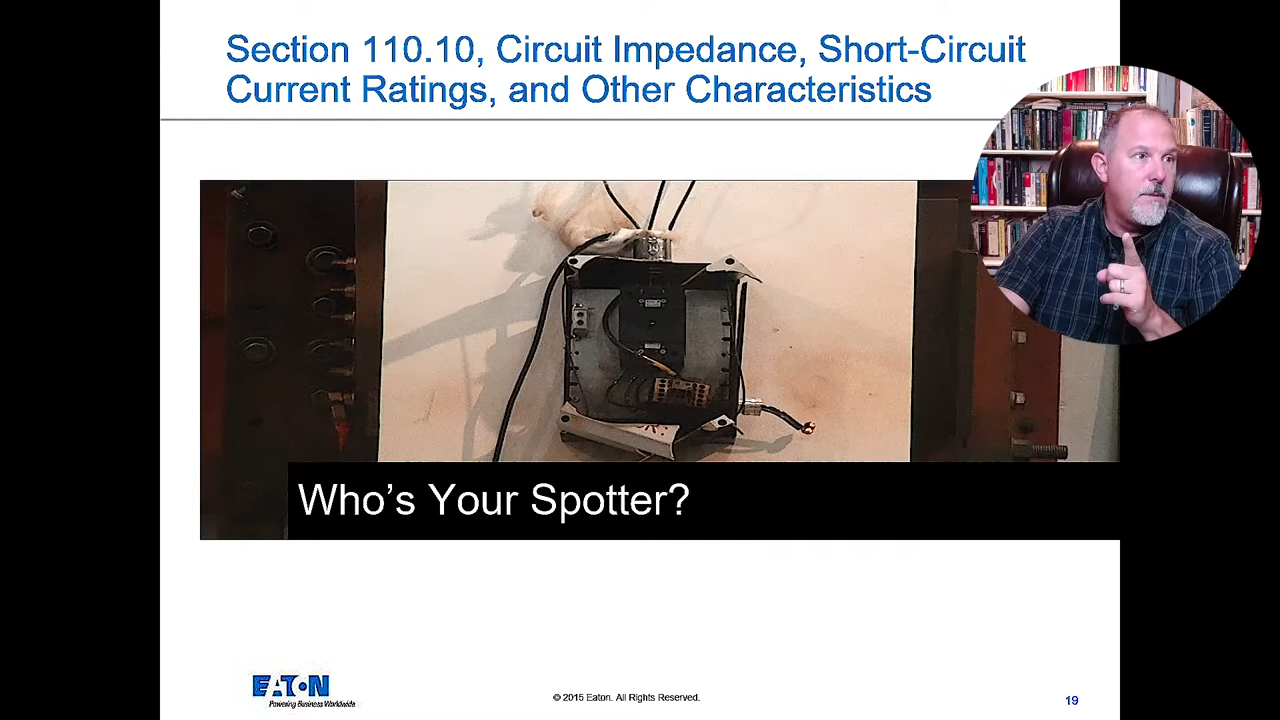 Section 110.10, Circuit Impedance, Short-Circuit
Current Ratings, and Other Characteristics
Who's Your Spotter?
EATON
Powering Business Worldwide
© 2015 Eaton. All Rights Reserved.
19